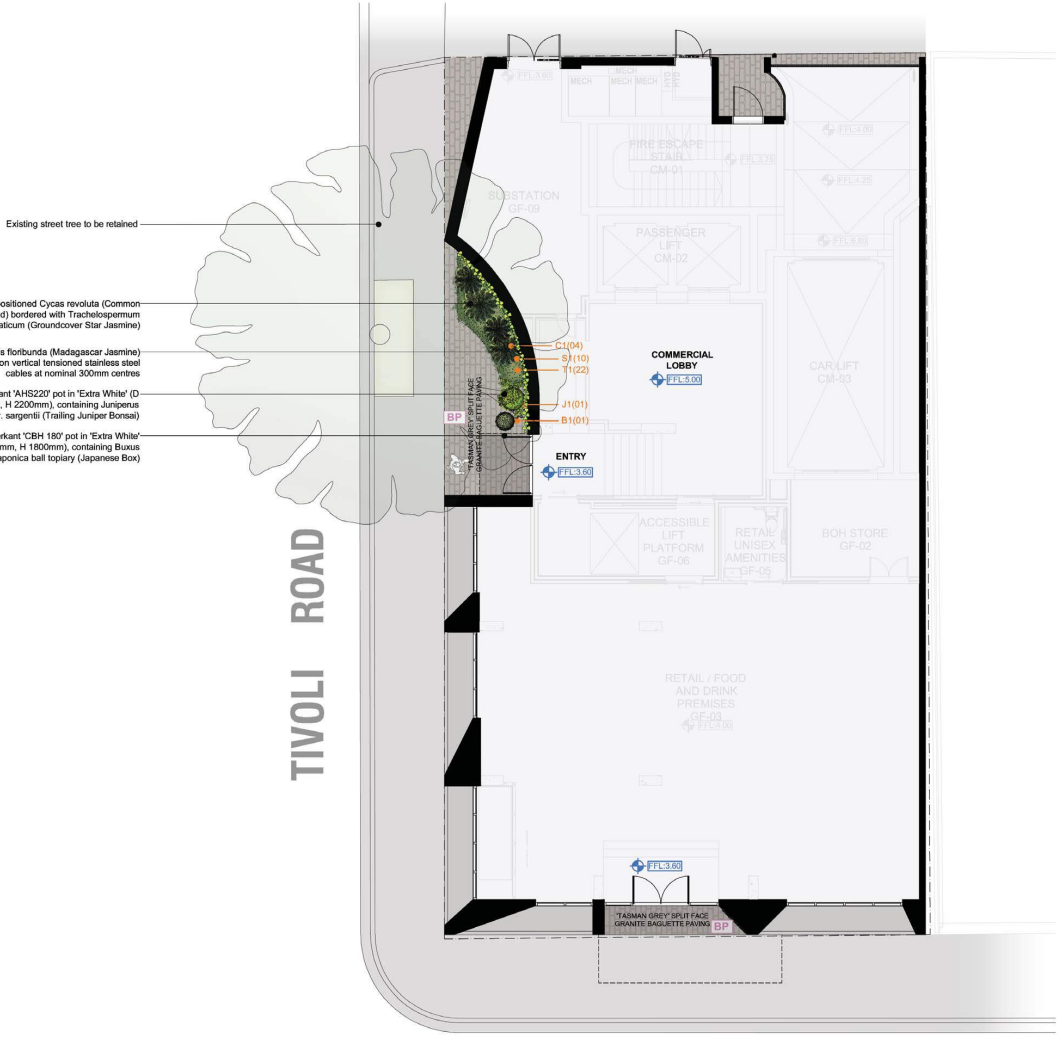 FFL:3.60
MECH
MECH
MECH MECH
HYD
HYD
FFL:4.00
FIRE ESCAPE
STAIR 1
CM-01
FFL:3.70
FFL:4.25
SUBSTATION
GF-09
Existing street tree to be retained
PASSENGER
LIFT
CM-02
ositioned Cycas revoluta (Common
d) bordered with Trachelospermum
aticum (Groundcover Star Jasmine)
s floribunda (Madagascar Jasmine)
on vertical tensioned stainless steel
cables at nominal 300mm centres
ant 'AHS220' pot in 'Extra White' (D
, H 2200mm), containing Juniperus
. sargentii (Trailing Juniper Bonsai)
rkant 'CBH 180' pot in 'Extra White'
mm, H 1800mm), containing Buxus
aponica ball topiary (Japanese Box)
C1(04)
S1(10)
T1(22)
J1(01)
B1(01)
COMMERCIAL
LOBBY
FFL:5.00
CAR LIFT
CM-03
BP
'TASMAN GREY' SPLIT FACE
GRANITE BAGUETTE PAVING
ENTRY
FFL:3.60
ACCESSIBLE
LIFT
PLATFORM
GF-06
RETAIL
UNISEX
AMENITIES
GF-05
BOH STORE
GF-02
TIVOLI ROAD
RETAIL / FOOD
AND DRINK
PREMISES
GF-03
FFL:4.00
FFL:3.60
'TASMAN GREY' SPLIT FACE
GRANITE BAGUETTE PAVING
BP